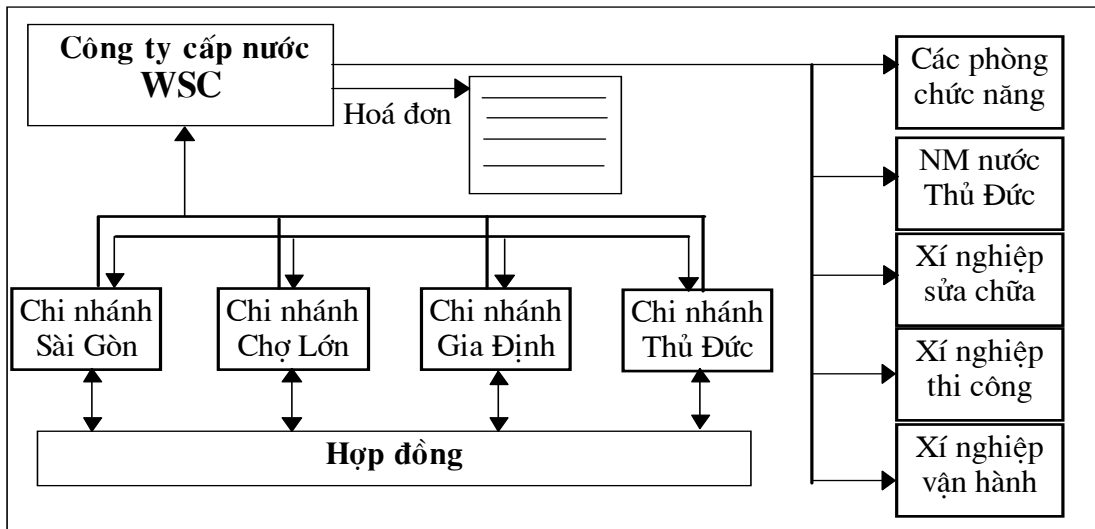 Công ty cấp nước
WSC
Hoá đơn
Các phòng
chức năng
NM nước
Thủ Đức
Xí nghiệp
sửa chữa
Xí nghiệp
thi công
Xí nghiệp
vận hành
Chi nhánh
Sài Gòn
Chi nhánh
Chợ Lớn
Chi nhánh
Gia Định
Chi nhánh
Thủ Đức
Hợp đồng